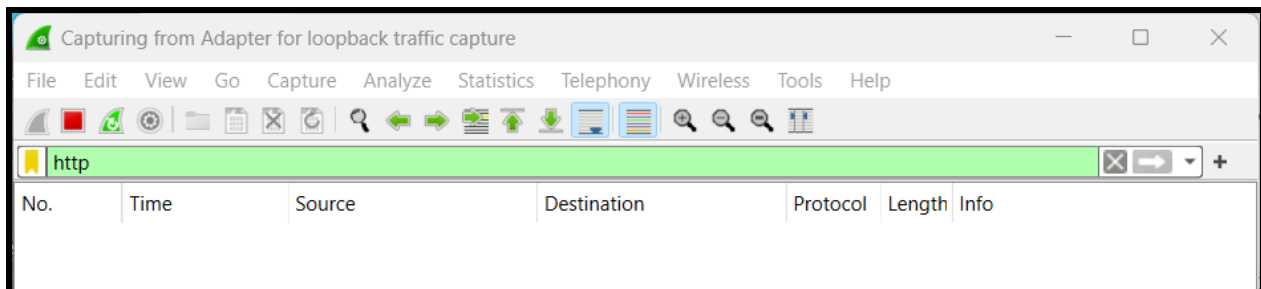 Capturing from Adapter for loopback traffic capture
File Edit View Go Capture Analyze Statistics Telephony Wireless Tools Help
http
No. Time Source Destination Protocol Length Info